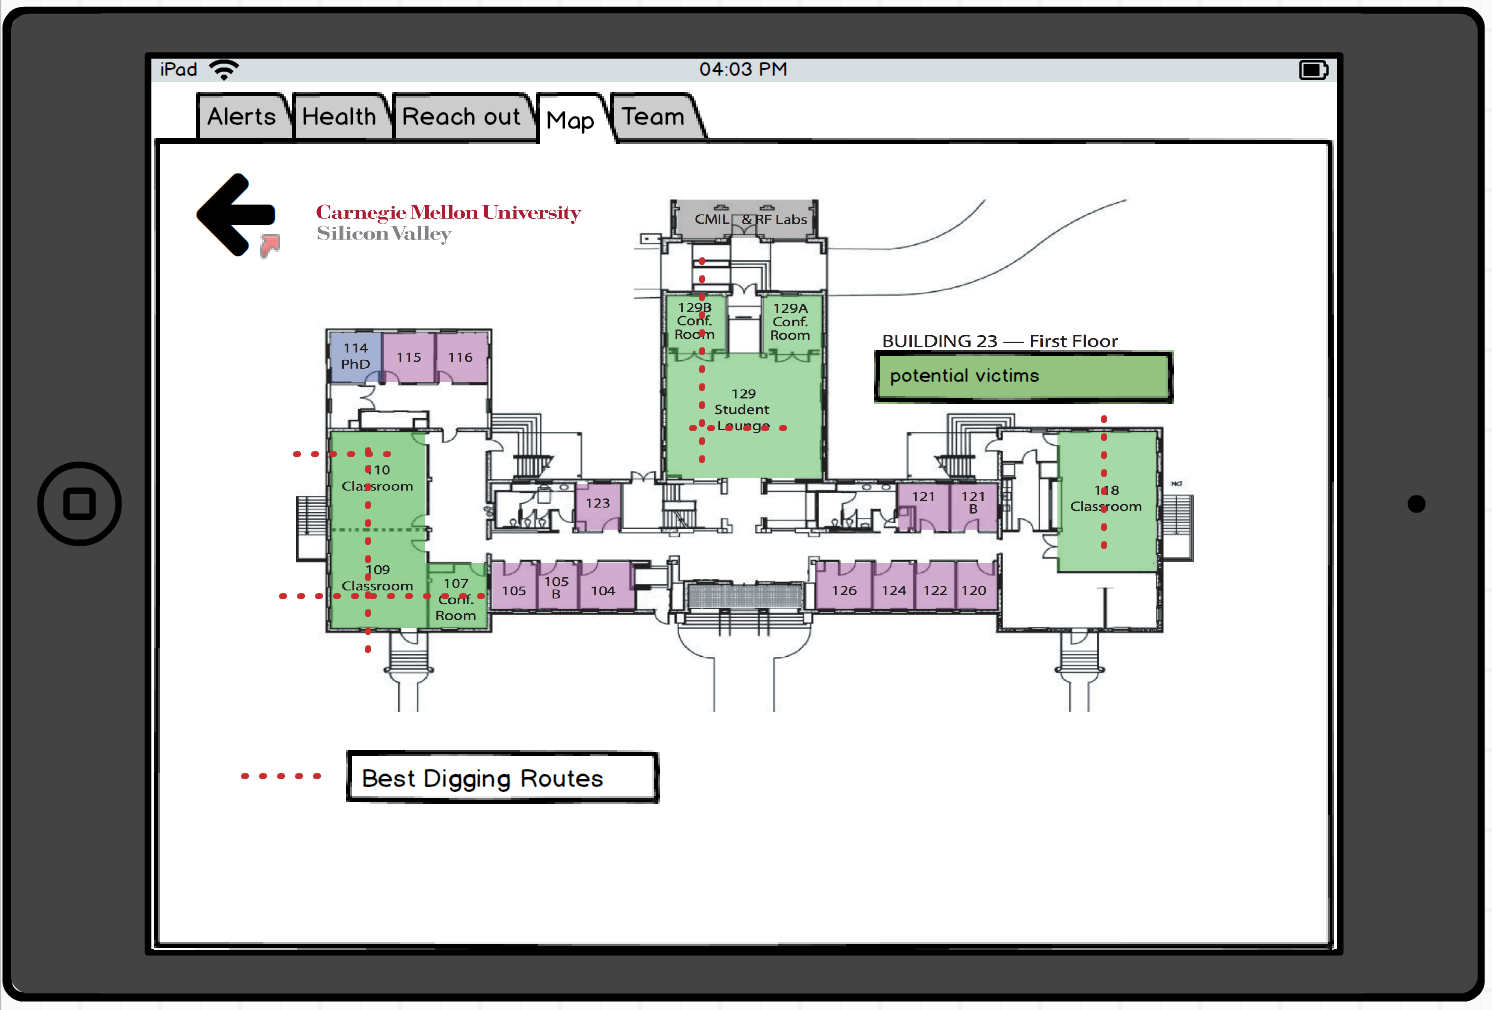 iPad
04:03 PM
Alerts
Health
Reach out
Map
Team
Carnegie Mellon University
Silicon Valley
CMIL & RF Labs
129B
Conf.
Room
129A
Conf.
Room
BUILDING 23 — First Floor
potential victims
114
PhD
115
116
129
Student
Lounge
110
Classroom
123
121
121
B
118
Classroom
109
Classroom
107
Conf.
Room
105
105
B
104
126
124
122
120
Best Digging Routes